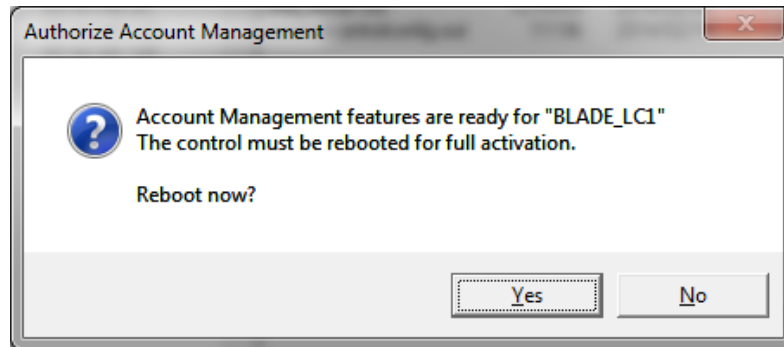 Authorize Account Management
Account Management features are ready for "BLADE_LC1"
The control must be rebooted for full activation.
Reboot now?
Yes
No